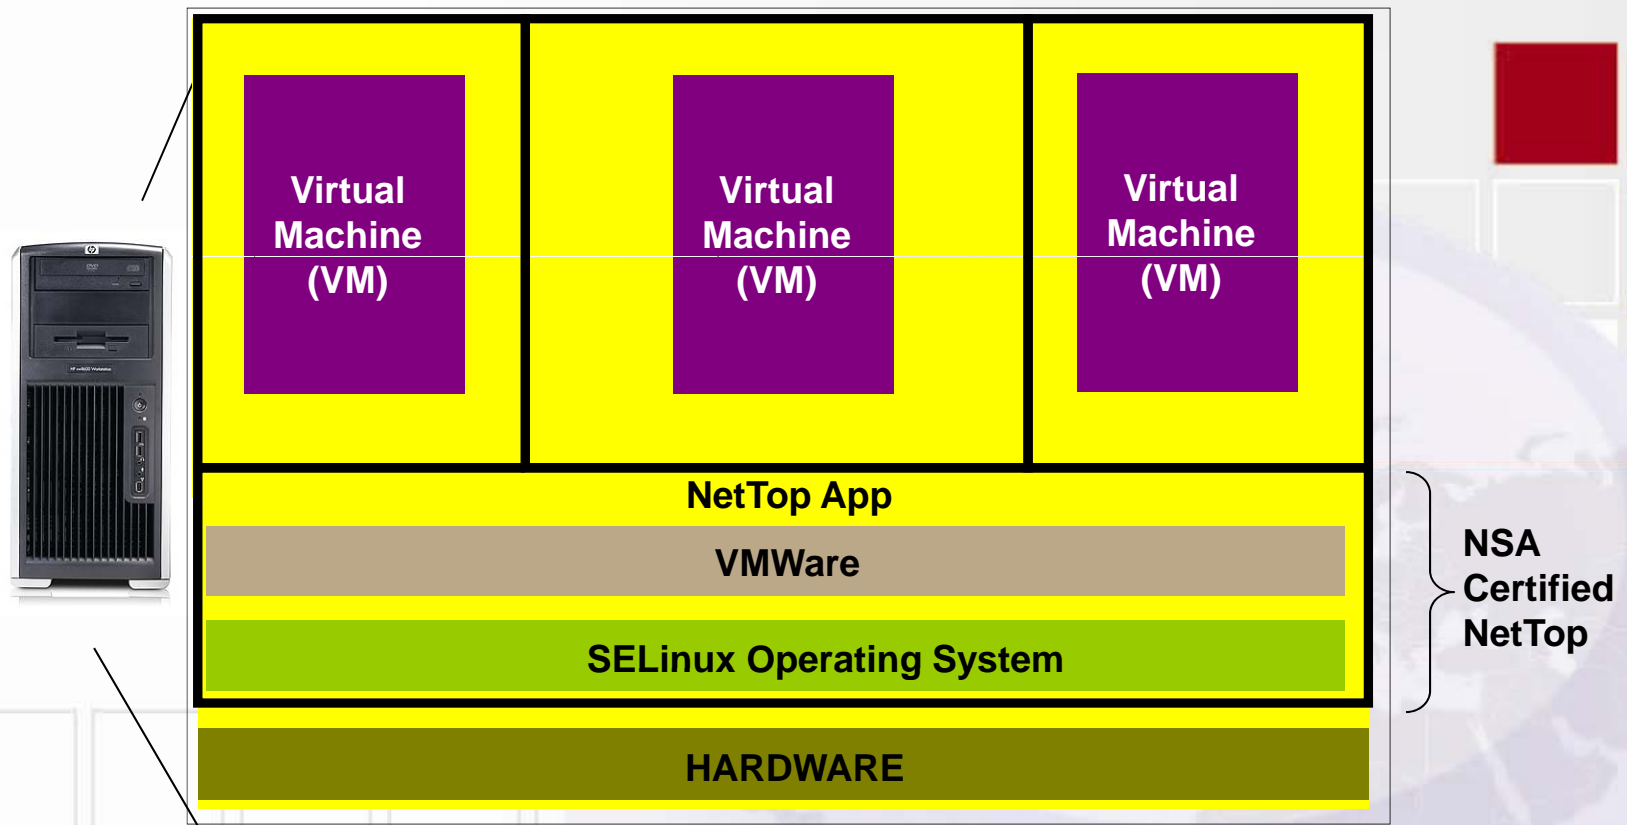 Virtual
Machine
(VM)
Virtual
Machine
(VM)
Virtual
Machine
(VM)
NetTop App
VMWare
SELinux Operating System
HARDWARE
NSA
Certified
NetTop
hp